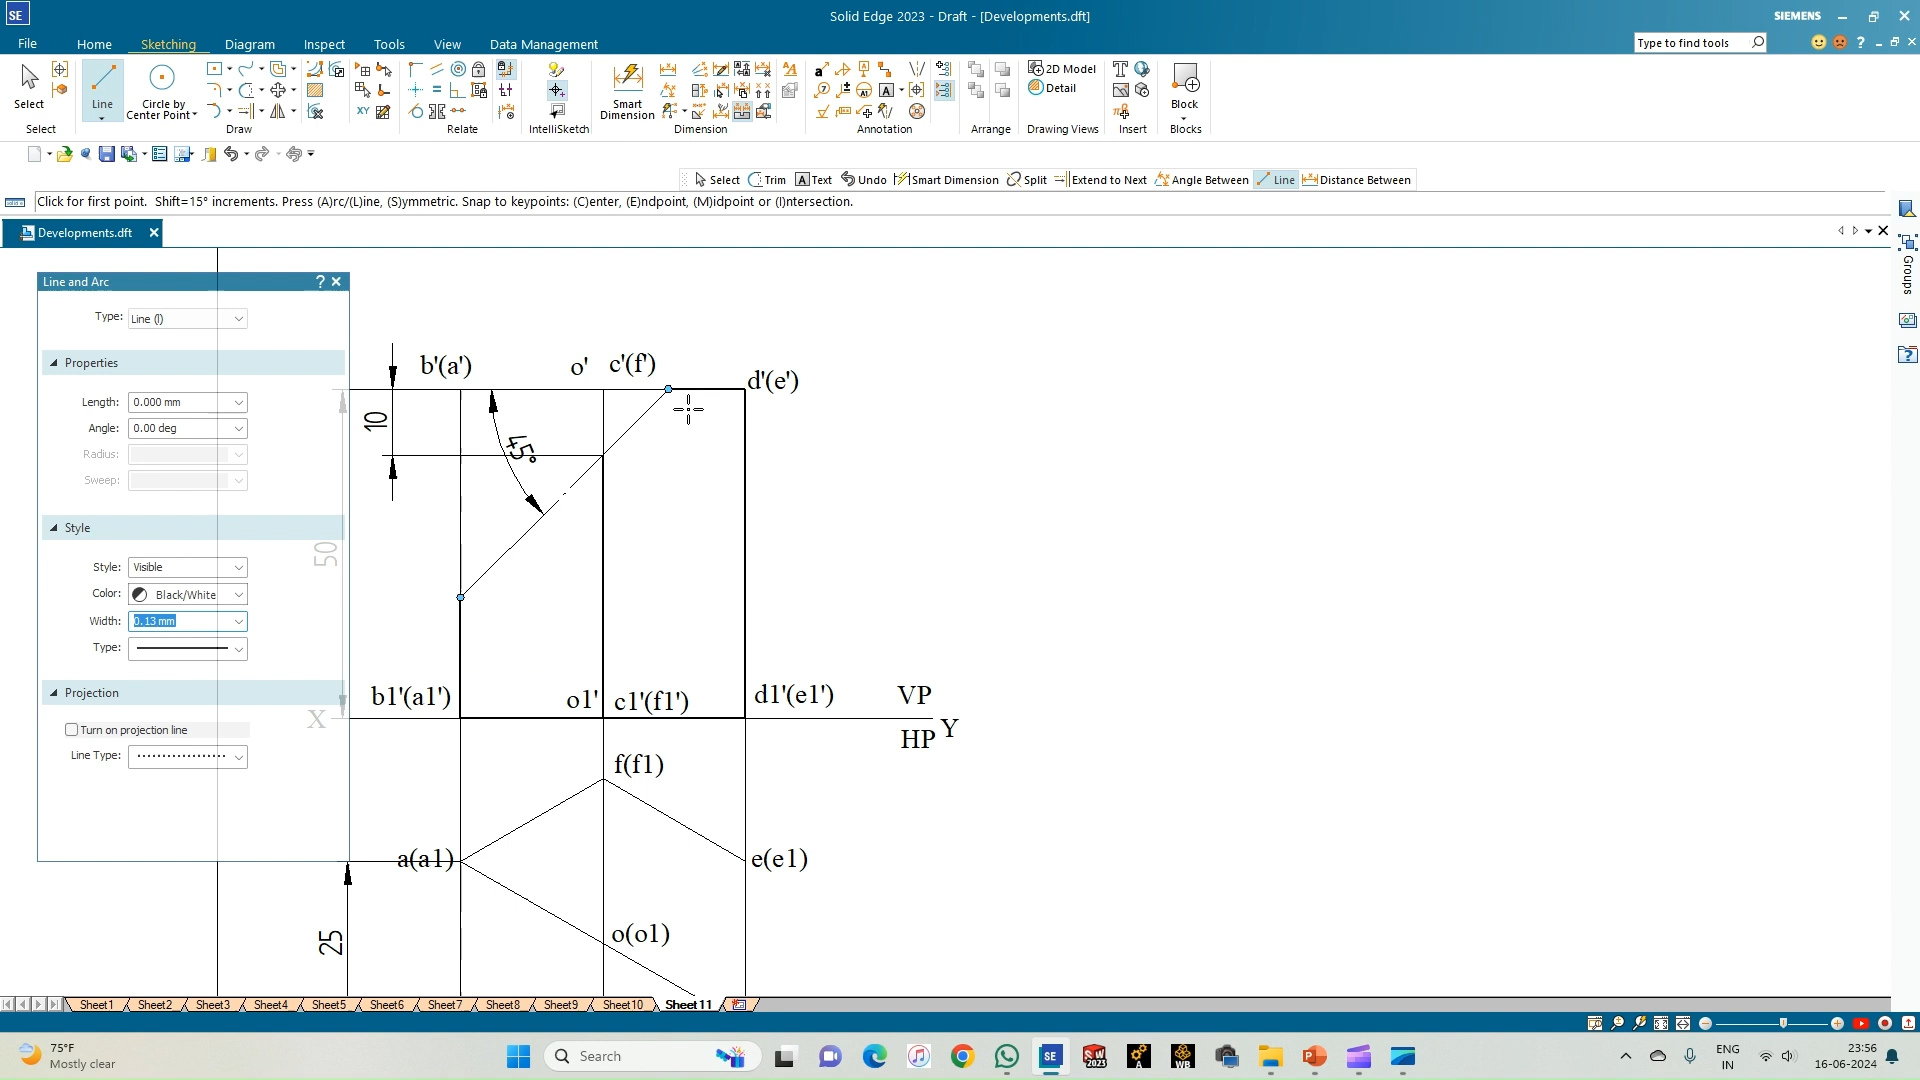 SE
Solid Edge 2023 - Draft - [Developments.dft]
SIEMENS
File
Home
Sketching
Diagram
Inspect
Tools
View
Data Management
Type to find tools
Select
Line
Circle by
Center Point
Smart
Dimension
2D Model
Detail
Block
Select
Draw
Relate
IntelliSketch
Dimension
Annotation
Arrange
Drawing Views
Insert
Blocks
Select
Trim
Text
Undo
Smart Dimension
Split
Extend to Next
Angle Between
Line
Distance Between
Click for first point. Shift=15° increments. Press (A)rc/(L)ine, (S)ymmetric. Snap to keypoints: (C)enter, (E)ndpoint, (M)idpoint or (I)ntersection.
Developments.dft
Groups
Line and Arc
Type: Line (l)
Properties
Length: 0.000 mm
Angle: 0.00 deg
Radius:
Sweep:
Style
Style: Visible
Color: Black/White
Width: 0.13 mm
Type:
Projection
Turn on projection line
Line Type:
b'(a')
o'
c'(f')
d'(e')
10
45°
50
b1'(a1')
o1'
c1'(f1')
d1'(e1')
VP
X
HP
Y
f(f1)
a(a1)
e(e1)
25
o(o1)
Sheet1
Sheet2
Sheet3
Sheet4
Sheet5
Sheet6
Sheet7
Sheet8
Sheet9
Sheet10
Sheet11
75°F
Mostly clear
Search
SE
2023
A
WB
ENG
IN
23:56
16-06-2024